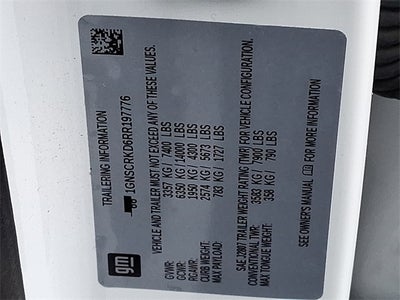 TRAILERING INFORMATION
1GNSCRKD6RR197776
VEHICLE AND TRAILER MUST NOT EXCEED ANY OF THESE VALUES.
GVWR: 3357 KG / 7400 LBS
GCWR: 6350 KG / 14000 LBS
RGAWR: 1950 KG / 4300 LBS
CURB WEIGHT: 2574 KG / 5673 LBS
MAX PAYLOAD: 783 KG / 1727 LBS
SAE J2807 TRAILER WEIGHT RATING (TWR) FOR VEHICLE CONFIGURATION.
CONVENTIONAL TWR: 3583 KG / 7900 LBS
MAX TONGUE WEIGHT: 358 KG / 790 LBS
SEE OWNER'S MANUAL FOR MORE INFORMATION
gm